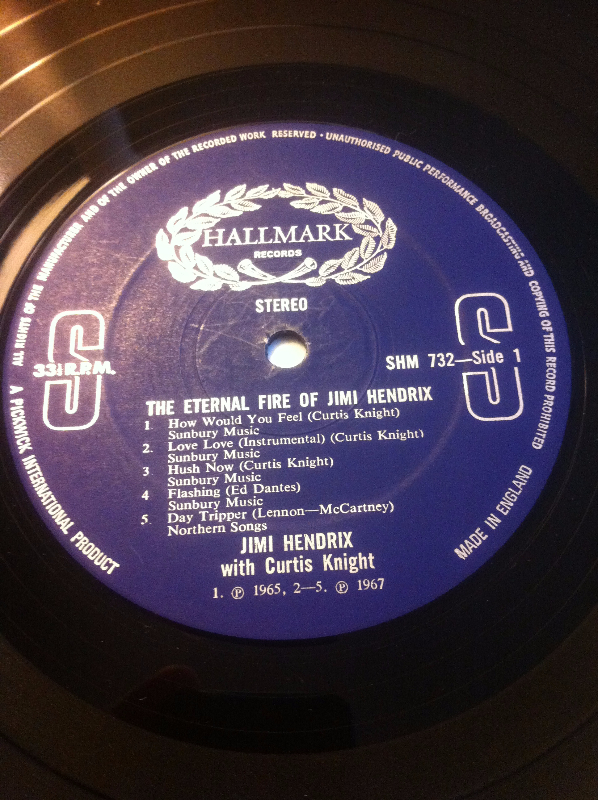 ALL RIGHTS OF THE MANUFACTURER AND OF THE OWNER OF THE RECORDED WORK RESERVED · UNAUTHORISED PUBLIC PERFORMANCE BROADCASTING AND COPYING OF THIS RECORD PROHIBITED
HALLMARK
RECORDS
STEREO
33⅓ R.P.M.
SHM 732—Side 1
THE ETERNAL FIRE OF JIMI HENDRIX
1. How Would You Feel (Curtis Knight)
Sunbury Music
2. Love Love (Instrumental) (Curtis Knight)
Sunbury Music
3 Hush Now (Curtis Knight)
Sunbury Music
4 Flashing (Ed Dantes)
Sunbury Music
5. Day Tripper (Lennon—McCartney)
Northern Songs
JIMI HENDRIX
with Curtis Knight
1. ℗ 1965, 2—5. ℗ 1967
A PICKWICK INTERNATIONAL PRODUCT
MADE IN ENGLAND